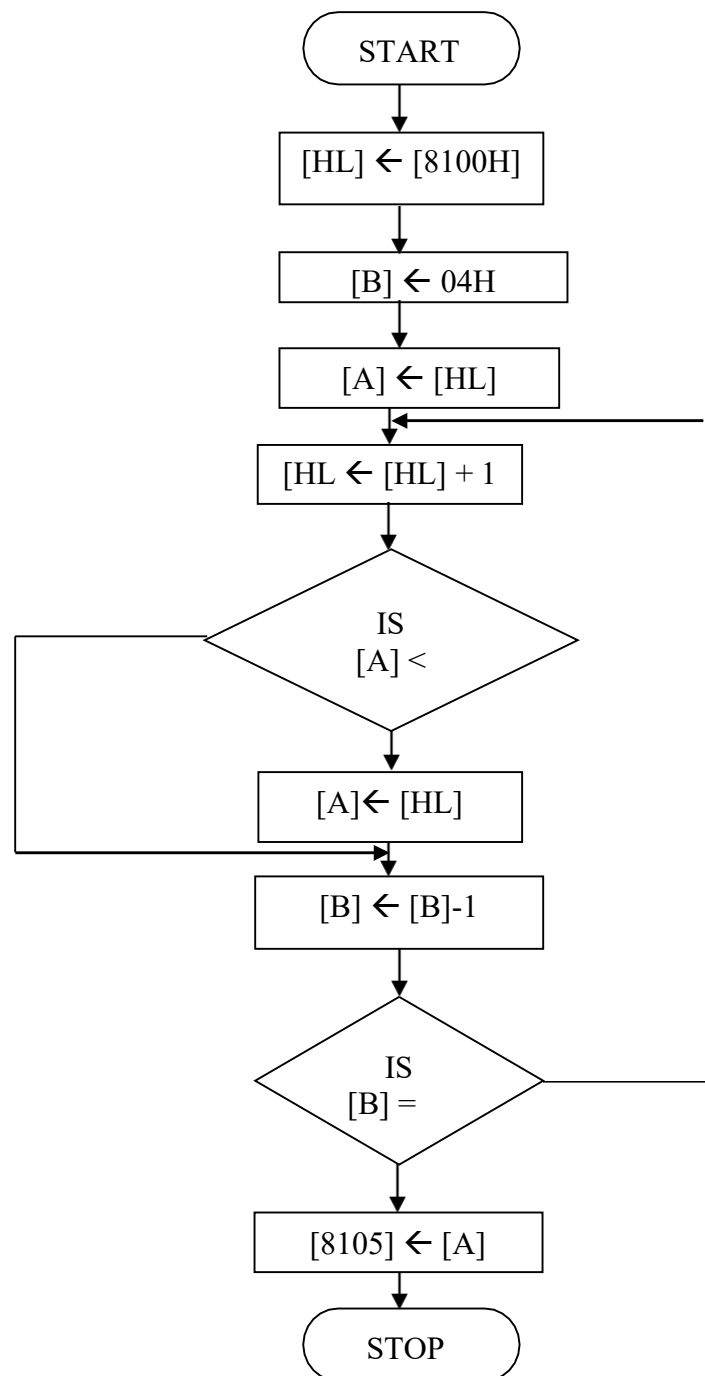 START
[HL] ← [8100H]
[B] ← 04H
[A] ← [HL]
[HL ← [HL] + 1
IS
[A] <
[A]← [HL]
[B] ← [B]-1
IS
[B] =
[8105] ← [A]
STOP